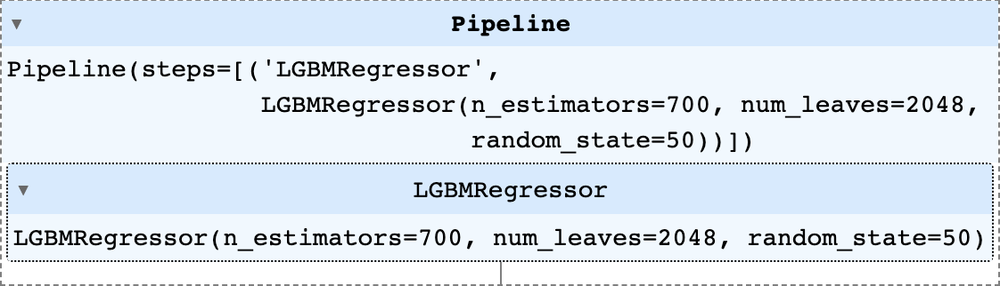 Pipeline
Pipeline(steps=[('LGBMRegressor',
LGBMRegressor(n_estimators=700, num_leaves=2048,
random_state=50))])
LGBMRegressor
LGBMRegressor(n_estimators=700, num_leaves=2048, random_state=50)